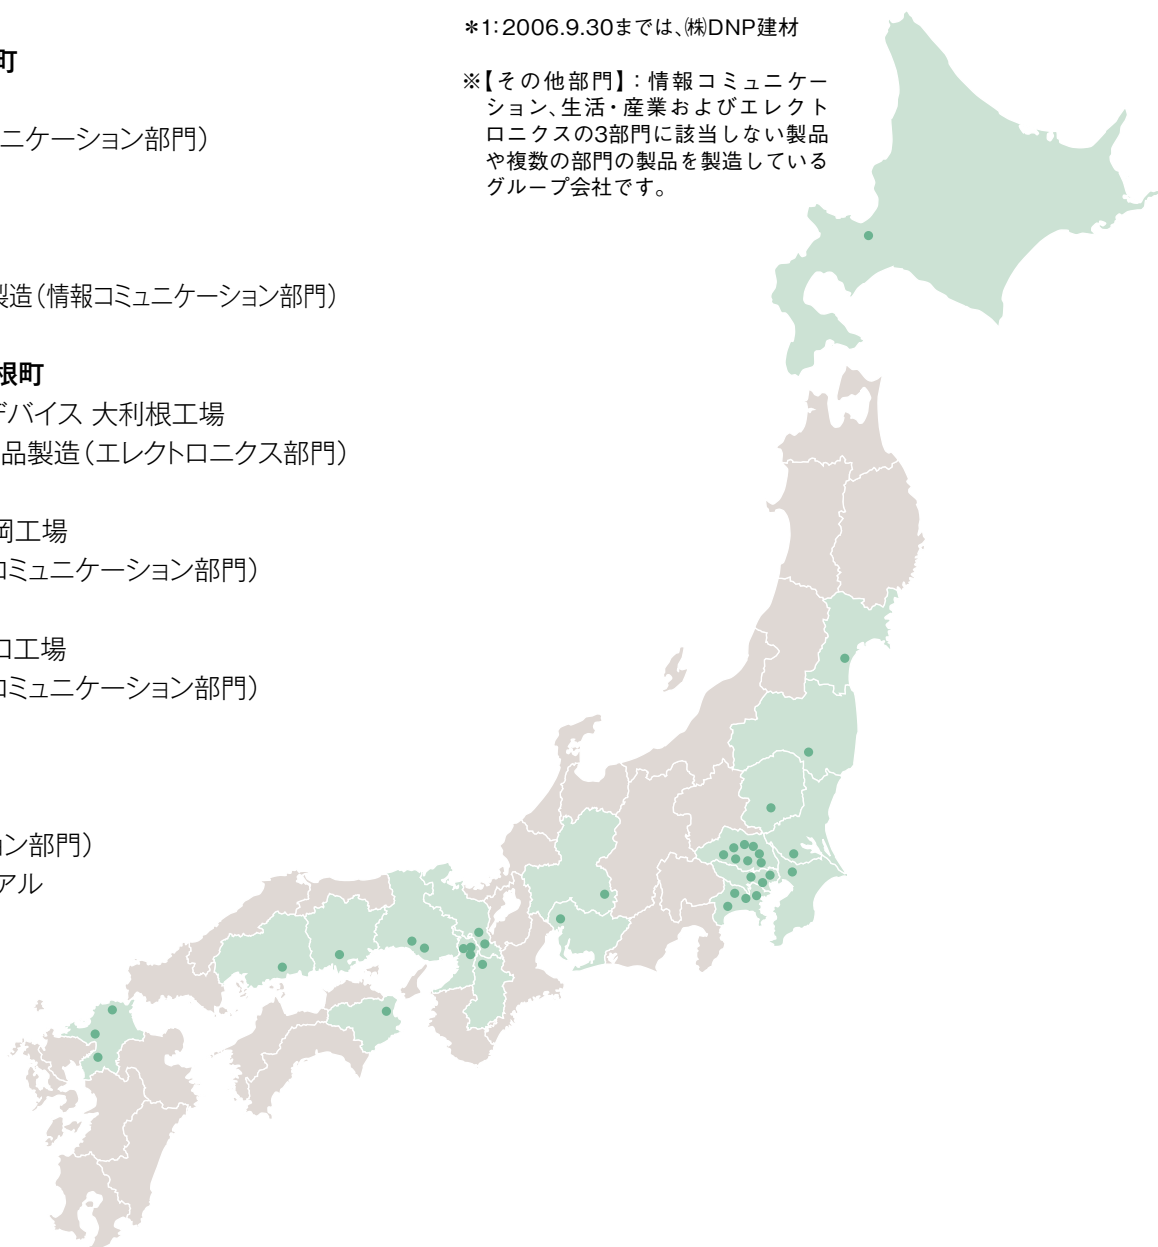 町
ニケーション部門）
製造（情報コミュニケーション部門）
根町
デバイス 大利根工場
品製造（エレクトロニクス部門）
岡工場
コミュニケーション部門）
工場
コミュニケーション部門）
ョン部門）
アル
＊1：2006.9.30までは、㈱DNP建材
※【その他部門】：情報コミュニケー
ション、生活・産業およびエレクト
ロニクスの3部門に該当しない製品
や複数の部門の製品を製造している
グループ会社です。